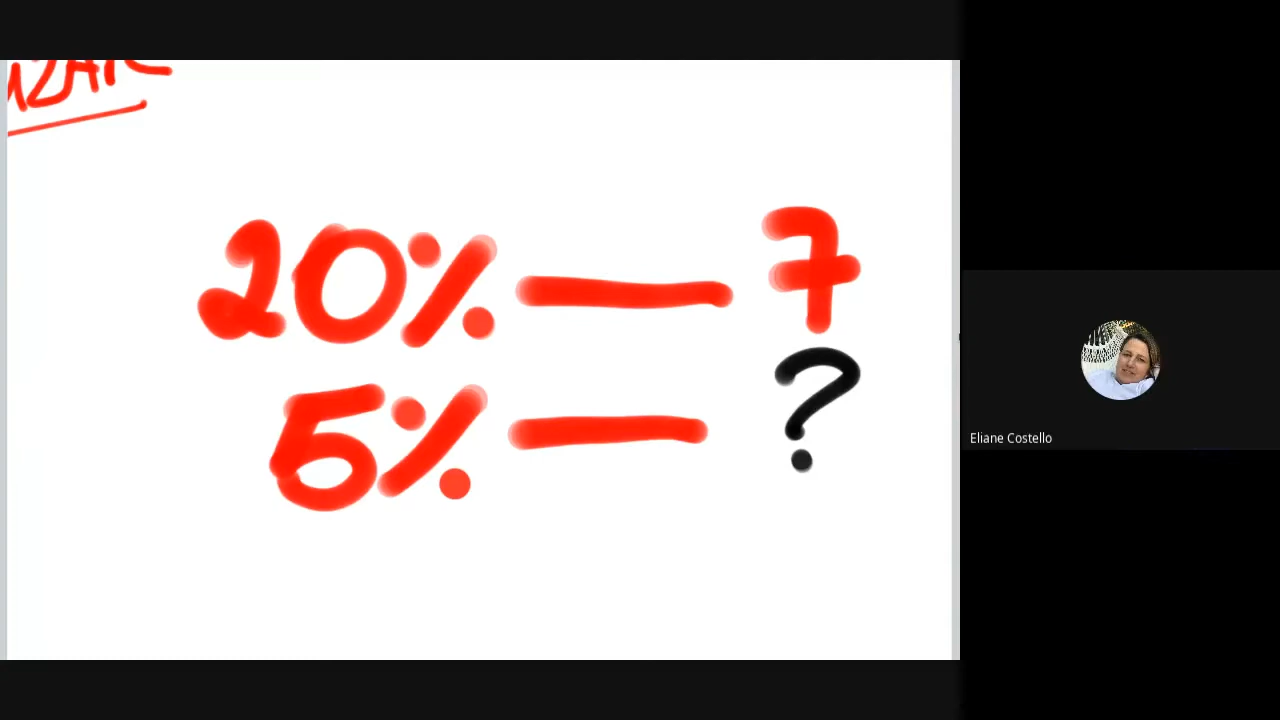 20% — 7
5% — ?
Eliane Costello